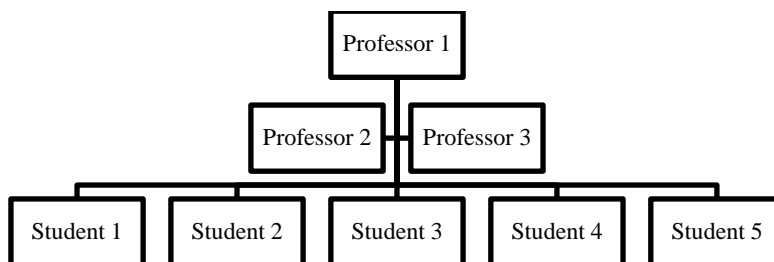 Professor 1
Professor 2
Professor 3
Student 1
Student 2
Student 3
Student 4
Student 5